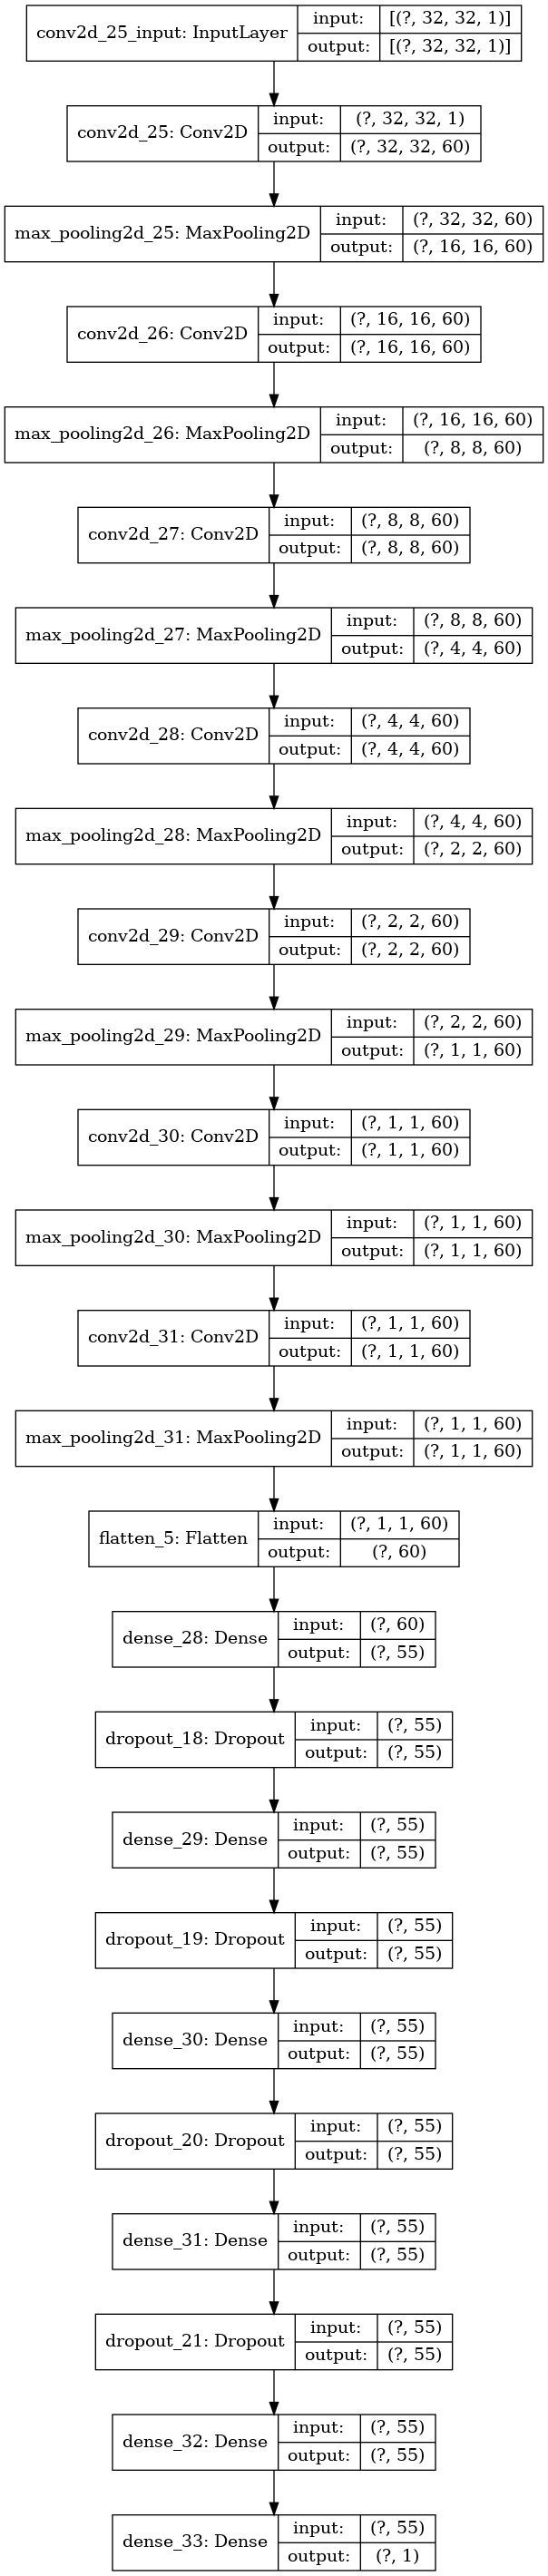 conv2d_25_input: InputLayer input: [(?, 32, 32, 1)]
output: [(?, 32, 32, 1)]
conv2d_25: Conv2D input: (?, 32, 32, 1)
output: (?, 32, 32, 60)
max_pooling2d_25: MaxPooling2D input: (?, 32, 32, 60)
output: (?, 16, 16, 60)
conv2d_26: Conv2D input: (?, 16, 16, 60)
output: (?, 16, 16, 60)
max_pooling2d_26: MaxPooling2D input: (?, 16, 16, 60)
output: (?, 8, 8, 60)
conv2d_27: Conv2D input: (?, 8, 8, 60)
output: (?, 8, 8, 60)
max_pooling2d_27: MaxPooling2D input: (?, 8, 8, 60)
output: (?, 4, 4, 60)
conv2d_28: Conv2D input: (?, 4, 4, 60)
output: (?, 4, 4, 60)
max_pooling2d_28: MaxPooling2D input: (?, 4, 4, 60)
output: (?, 2, 2, 60)
conv2d_29: Conv2D input: (?, 2, 2, 60)
output: (?, 2, 2, 60)
max_pooling2d_29: MaxPooling2D input: (?, 2, 2, 60)
output: (?, 1, 1, 60)
conv2d_30: Conv2D input: (?, 1, 1, 60)
output: (?, 1, 1, 60)
max_pooling2d_30: MaxPooling2D input: (?, 1, 1, 60)
output: (?, 1, 1, 60)
conv2d_31: Conv2D input: (?, 1, 1, 60)
output: (?, 1, 1, 60)
max_pooling2d_31: MaxPooling2D input: (?, 1, 1, 60)
output: (?, 1, 1, 60)
flatten_5: Flatten input: (?, 1, 1, 60)
output: (?, 60)
dense_28: Dense input: (?, 60)
output: (?, 55)
dropout_18: Dropout input: (?, 55)
output: (?, 55)
dense_29: Dense input: (?, 55)
output: (?, 55)
dropout_19: Dropout input: (?, 55)
output: (?, 55)
dense_30: Dense input: (?, 55)
output: (?, 55)
dropout_20: Dropout input: (?, 55)
output: (?, 55)
dense_31: Dense input: (?, 55)
output: (?, 55)
dropout_21: Dropout input: (?, 55)
output: (?, 55)
dense_32: Dense input: (?, 55)
output: (?, 55)
dense_33: Dense input: (?, 55)
output: (?, 1)